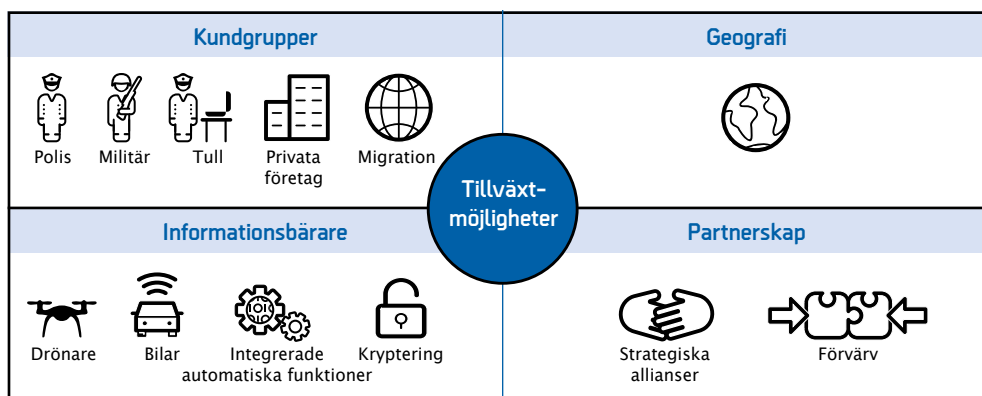 Kundgrupper
Polis
Militär
Tull
Privata
företag
Migration
Geografi
Tillväxt-
möjligheter
Informationsbärare
Drönare
Bilar
Integrerade
automatiska funktioner
Kryptering
Partnerskap
Strategiska
allianser
Förvärv